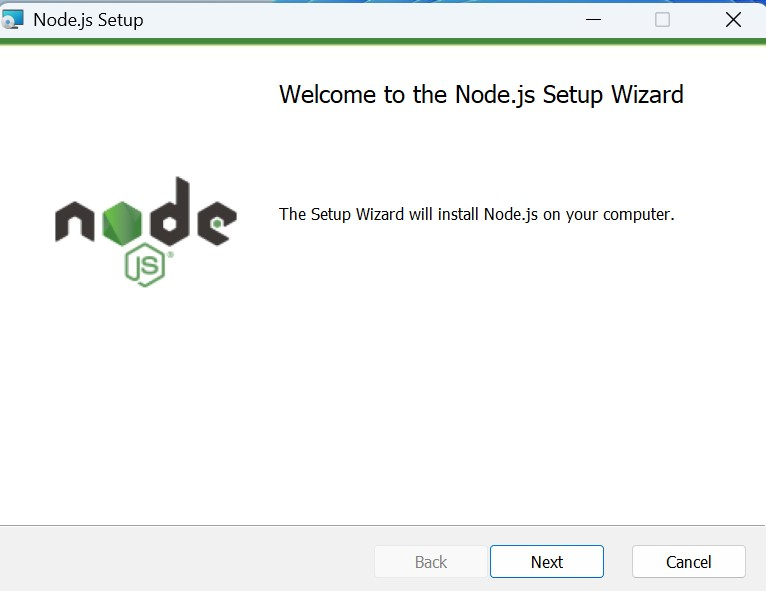 Node.js Setup
Welcome to the Node.js Setup Wizard
The Setup Wizard will install Node.js on your computer.
node
JS®
Back
Next
Cancel